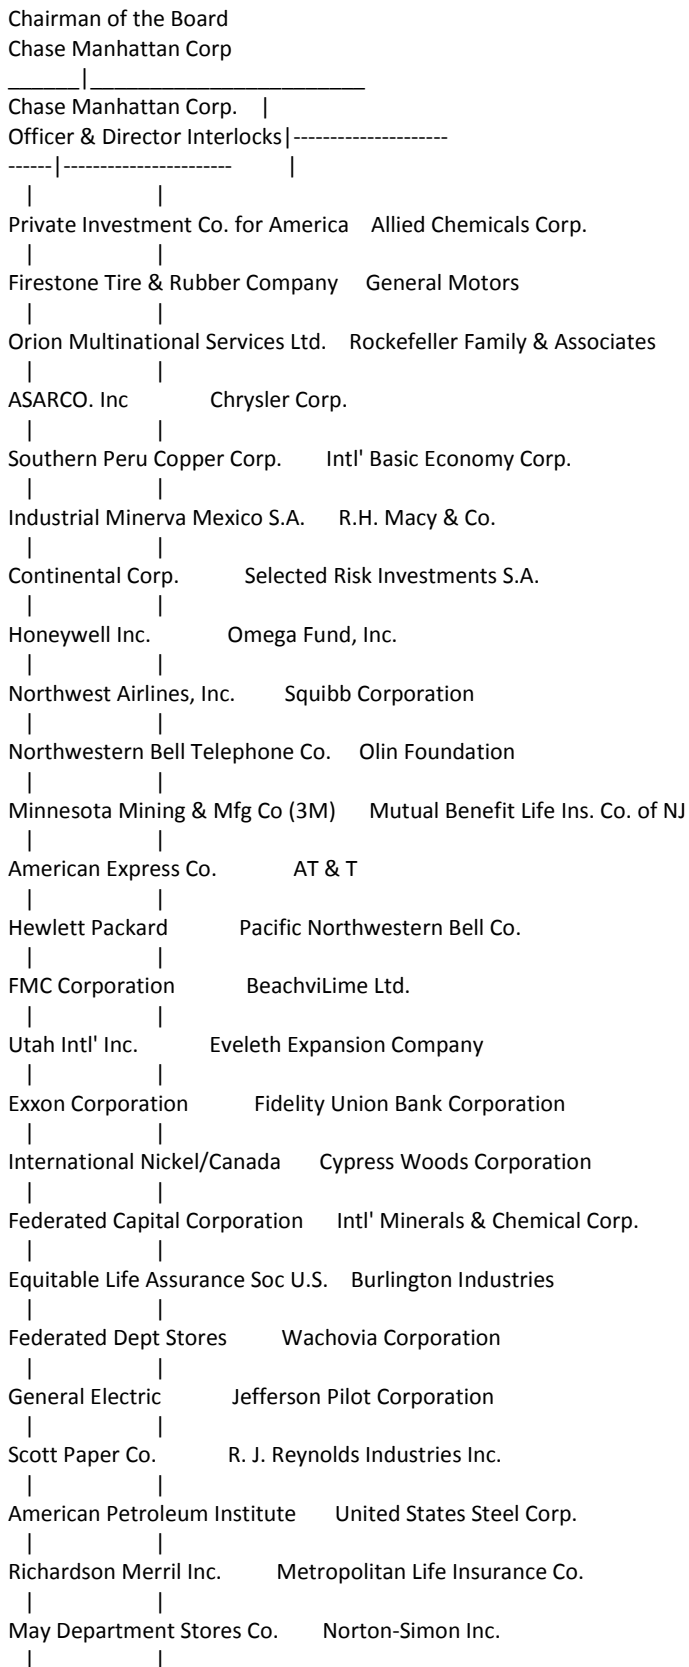 Chairman of the Board
Chase Manhattan Corp
______|_______________________
Chase Manhattan Corp. |
Officer & Director Interlocks|---------------------
------|----------------------- |
| |
Private Investment Co. for America Allied Chemicals Corp.
| |
Firestone Tire & Rubber Company General Motors
| |
Orion Multinational Services Ltd. Rockefeller Family & Associates
| |
ASARCO. Inc Chrysler Corp.
| |
Southern Peru Copper Corp. Intl' Basic Economy Corp.
| |
Industrial Minerva Mexico S.A. R.H. Macy & Co.
| |
Continental Corp. Selected Risk Investments S.A.
| |
Honeywell Inc. Omega Fund, Inc.
| |
Northwest Airlines, Inc. Squibb Corporation
| |
Northwestern Bell Telephone Co. Olin Foundation
| |
Minnesota Mining & Mfg Co (3M) Mutual Benefit Life Ins. Co. of NJ
| |
American Express Co. AT & T
| |
Hewlett Packard Pacific Northwestern Bell Co.
| |
FMC Corporation BeachviLime Ltd.
| |
Utah Intl' Inc. Eveleth Expansion Company
| |
Exxon Corporation Fidelity Union Bank Corporation
| |
International Nickel/Canada Cypress Woods Corporation
| |
Federated Capital Corporation Intl' Minerals & Chemical Corp.
| |
Equitable Life Assurance Soc U.S. Burlington Industries
| |
Federated Dept Stores Wachovia Corporation
| |
General Electric Jefferson Pilot Corporation
| |
Scott Paper Co. R. J. Reynolds Industries Inc.
| |
American Petroleum Institute United States Steel Corp.
| |
Richardson Merril Inc. Metropolitan Life Insurance Co.
| |
May Department Stores Co. Norton-Simon Inc.
| |